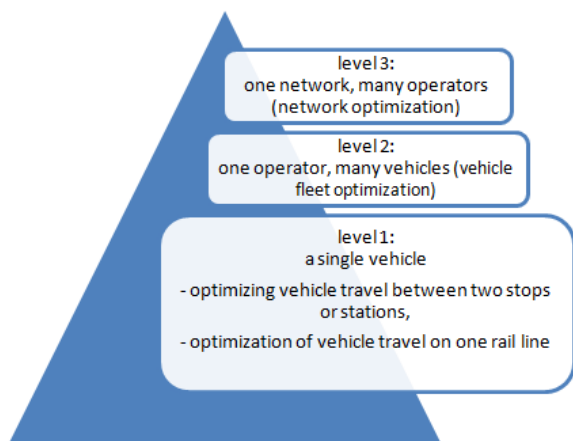 level 3:
one network, many operators
(network optimization)
level 2:
one operator, many vehicles (vehicle
fleet optimization)
level 1:
a single vehicle
- optimizing vehicle travel between two stops
or stations,
- optimization of vehicle travel on one rail line